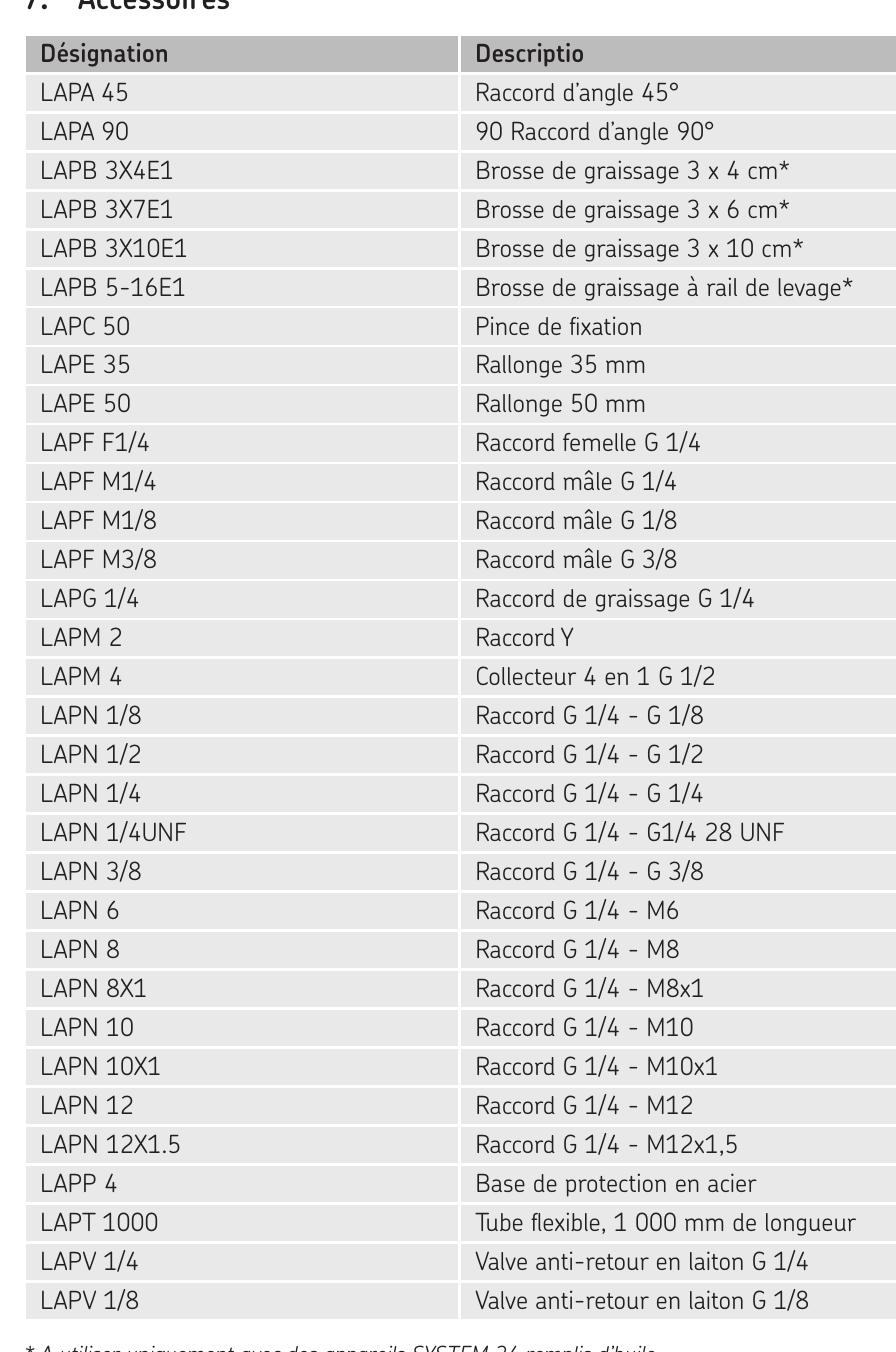 7. Accessoires
Désignation Descriptio
LAPA 45 Raccord d’angle 45°
LAPA 90 90 Raccord d’angle 90°
LAPB 3X4E1 Brosse de graissage 3 x 4 cm*
LAPB 3X7E1 Brosse de graissage 3 x 6 cm*
LAPB 3X10E1 Brosse de graissage 3 x 10 cm*
LAPB 5-16E1 Brosse de graissage à rail de levage*
LAPC 50 Pince de fixation
LAPE 35 Rallonge 35 mm
LAPE 50 Rallonge 50 mm
LAPF F1/4 Raccord femelle G 1/4
LAPF M1/4 Raccord mâle G 1/4
LAPF M1/8 Raccord mâle G 1/8
LAPF M3/8 Raccord mâle G 3/8
LAPG 1/4 Raccord de graissage G 1/4
LAPM 2 Raccord Y
LAPM 4 Collecteur 4 en 1 G 1/2
LAPN 1/8 Raccord G 1/4 - G 1/8
LAPN 1/2 Raccord G 1/4 - G 1/2
LAPN 1/4 Raccord G 1/4 - G 1/4
LAPN 1/4UNF Raccord G 1/4 - G1/4 28 UNF
LAPN 3/8 Raccord G 1/4 - G 3/8
LAPN 6 Raccord G 1/4 - M6
LAPN 8 Raccord G 1/4 - M8
LAPN 8X1 Raccord G 1/4 - M8x1
LAPN 10 Raccord G 1/4 - M10
LAPN 10X1 Raccord G 1/4 - M10x1
LAPN 12 Raccord G 1/4 - M12
LAPN 12X1.5 Raccord G 1/4 - M12x1,5
LAPP 4 Base de protection en acier
LAPT 1000 Tube flexible, 1 000 mm de longueur
LAPV 1/4 Valve anti-retour en laiton G 1/4
LAPV 1/8 Valve anti-retour en laiton G 1/8
* A utiliser uniquement avec des appareils SYSTEM 24 remplis d’huile